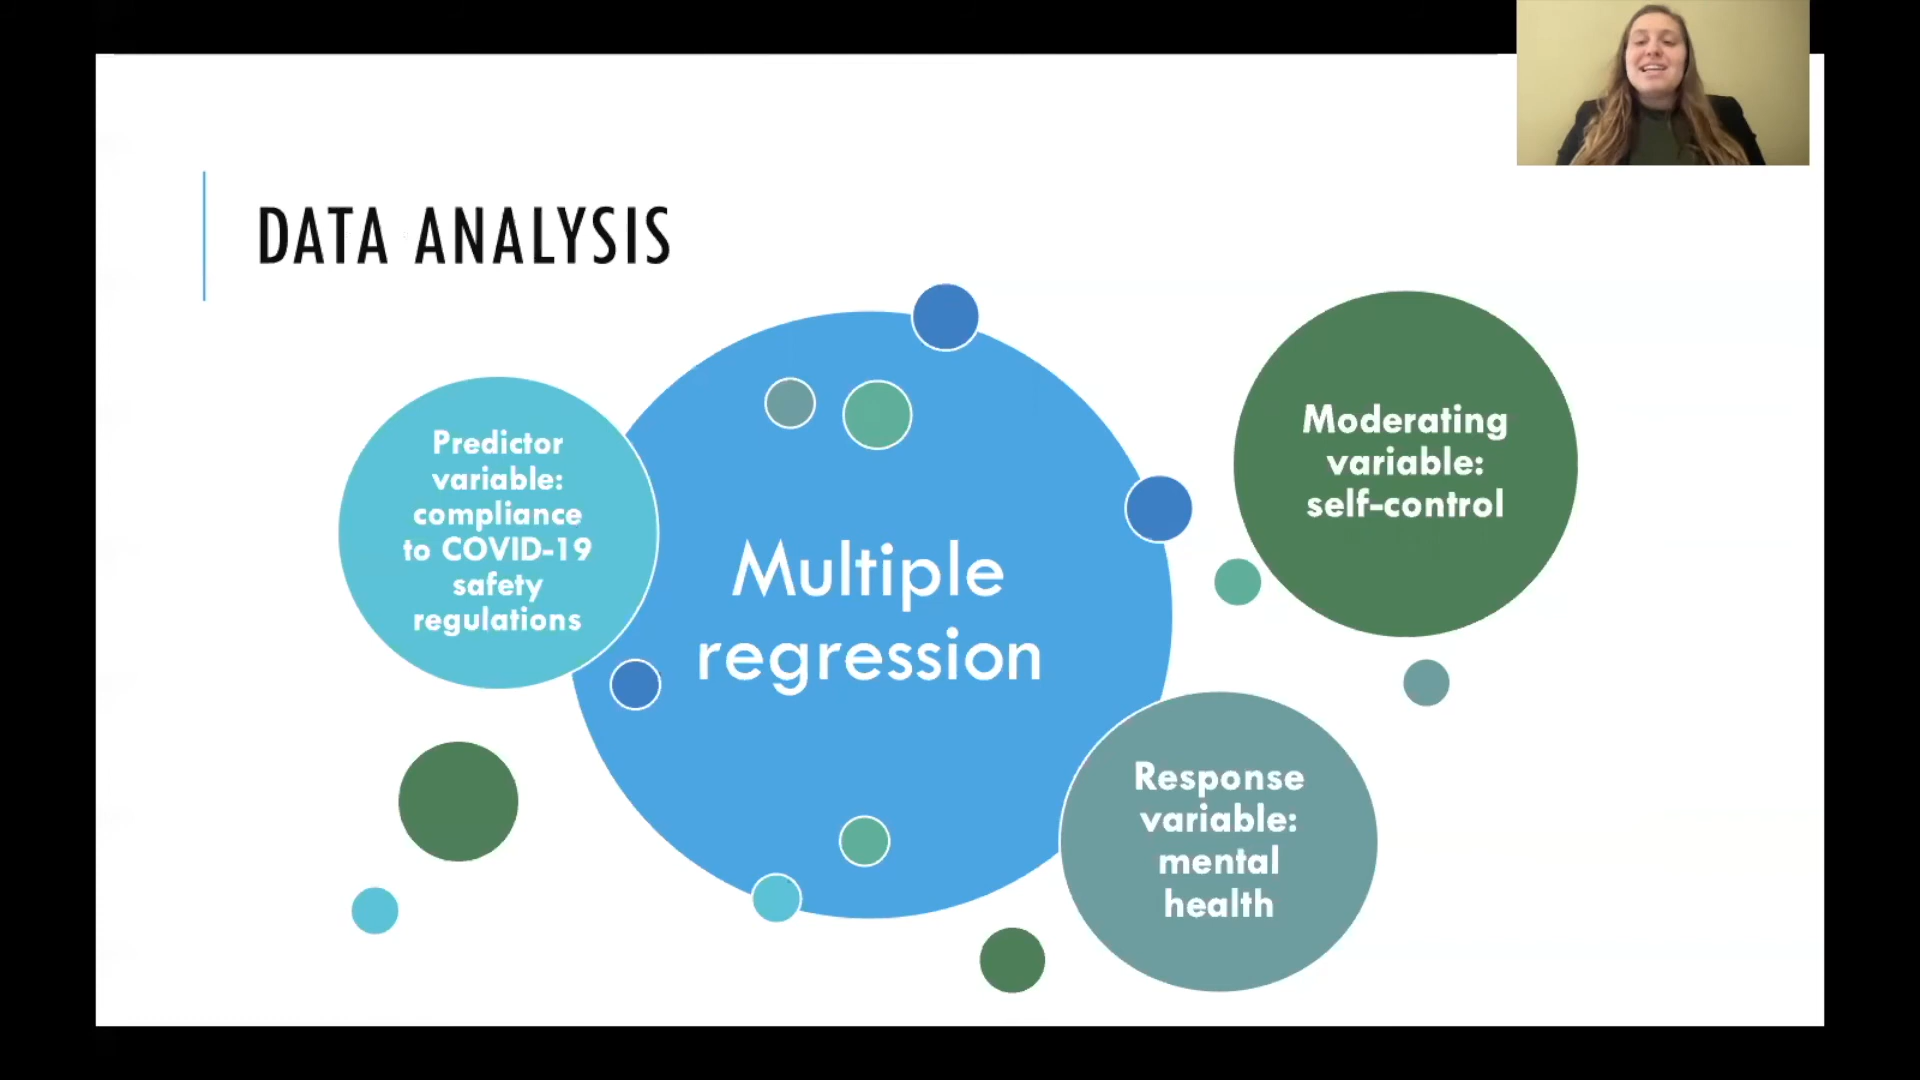 DATA ANALYSIS
Predictor
variable:
compliance
to COVID-19
safety
regulations
Multiple
regression
Moderating
variable:
self-control
Response
variable:
mental
health